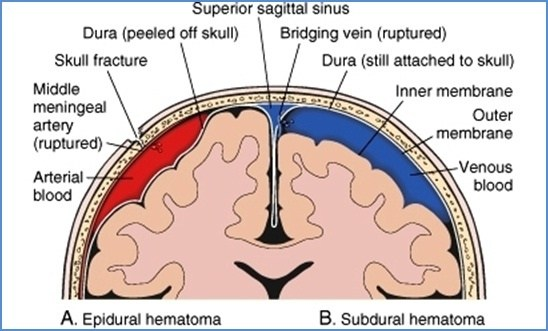 Superior sagittal sinus
Dura (peeled off skull)
Bridging vein (ruptured)
Skull fracture
Dura (still attached to skull)
Middle
meningeal
artery
(ruptured)
Inner membrane
Outer
membrane
Arterial
blood
Venous
blood
A. Epidural hematoma
B. Subdural hematoma